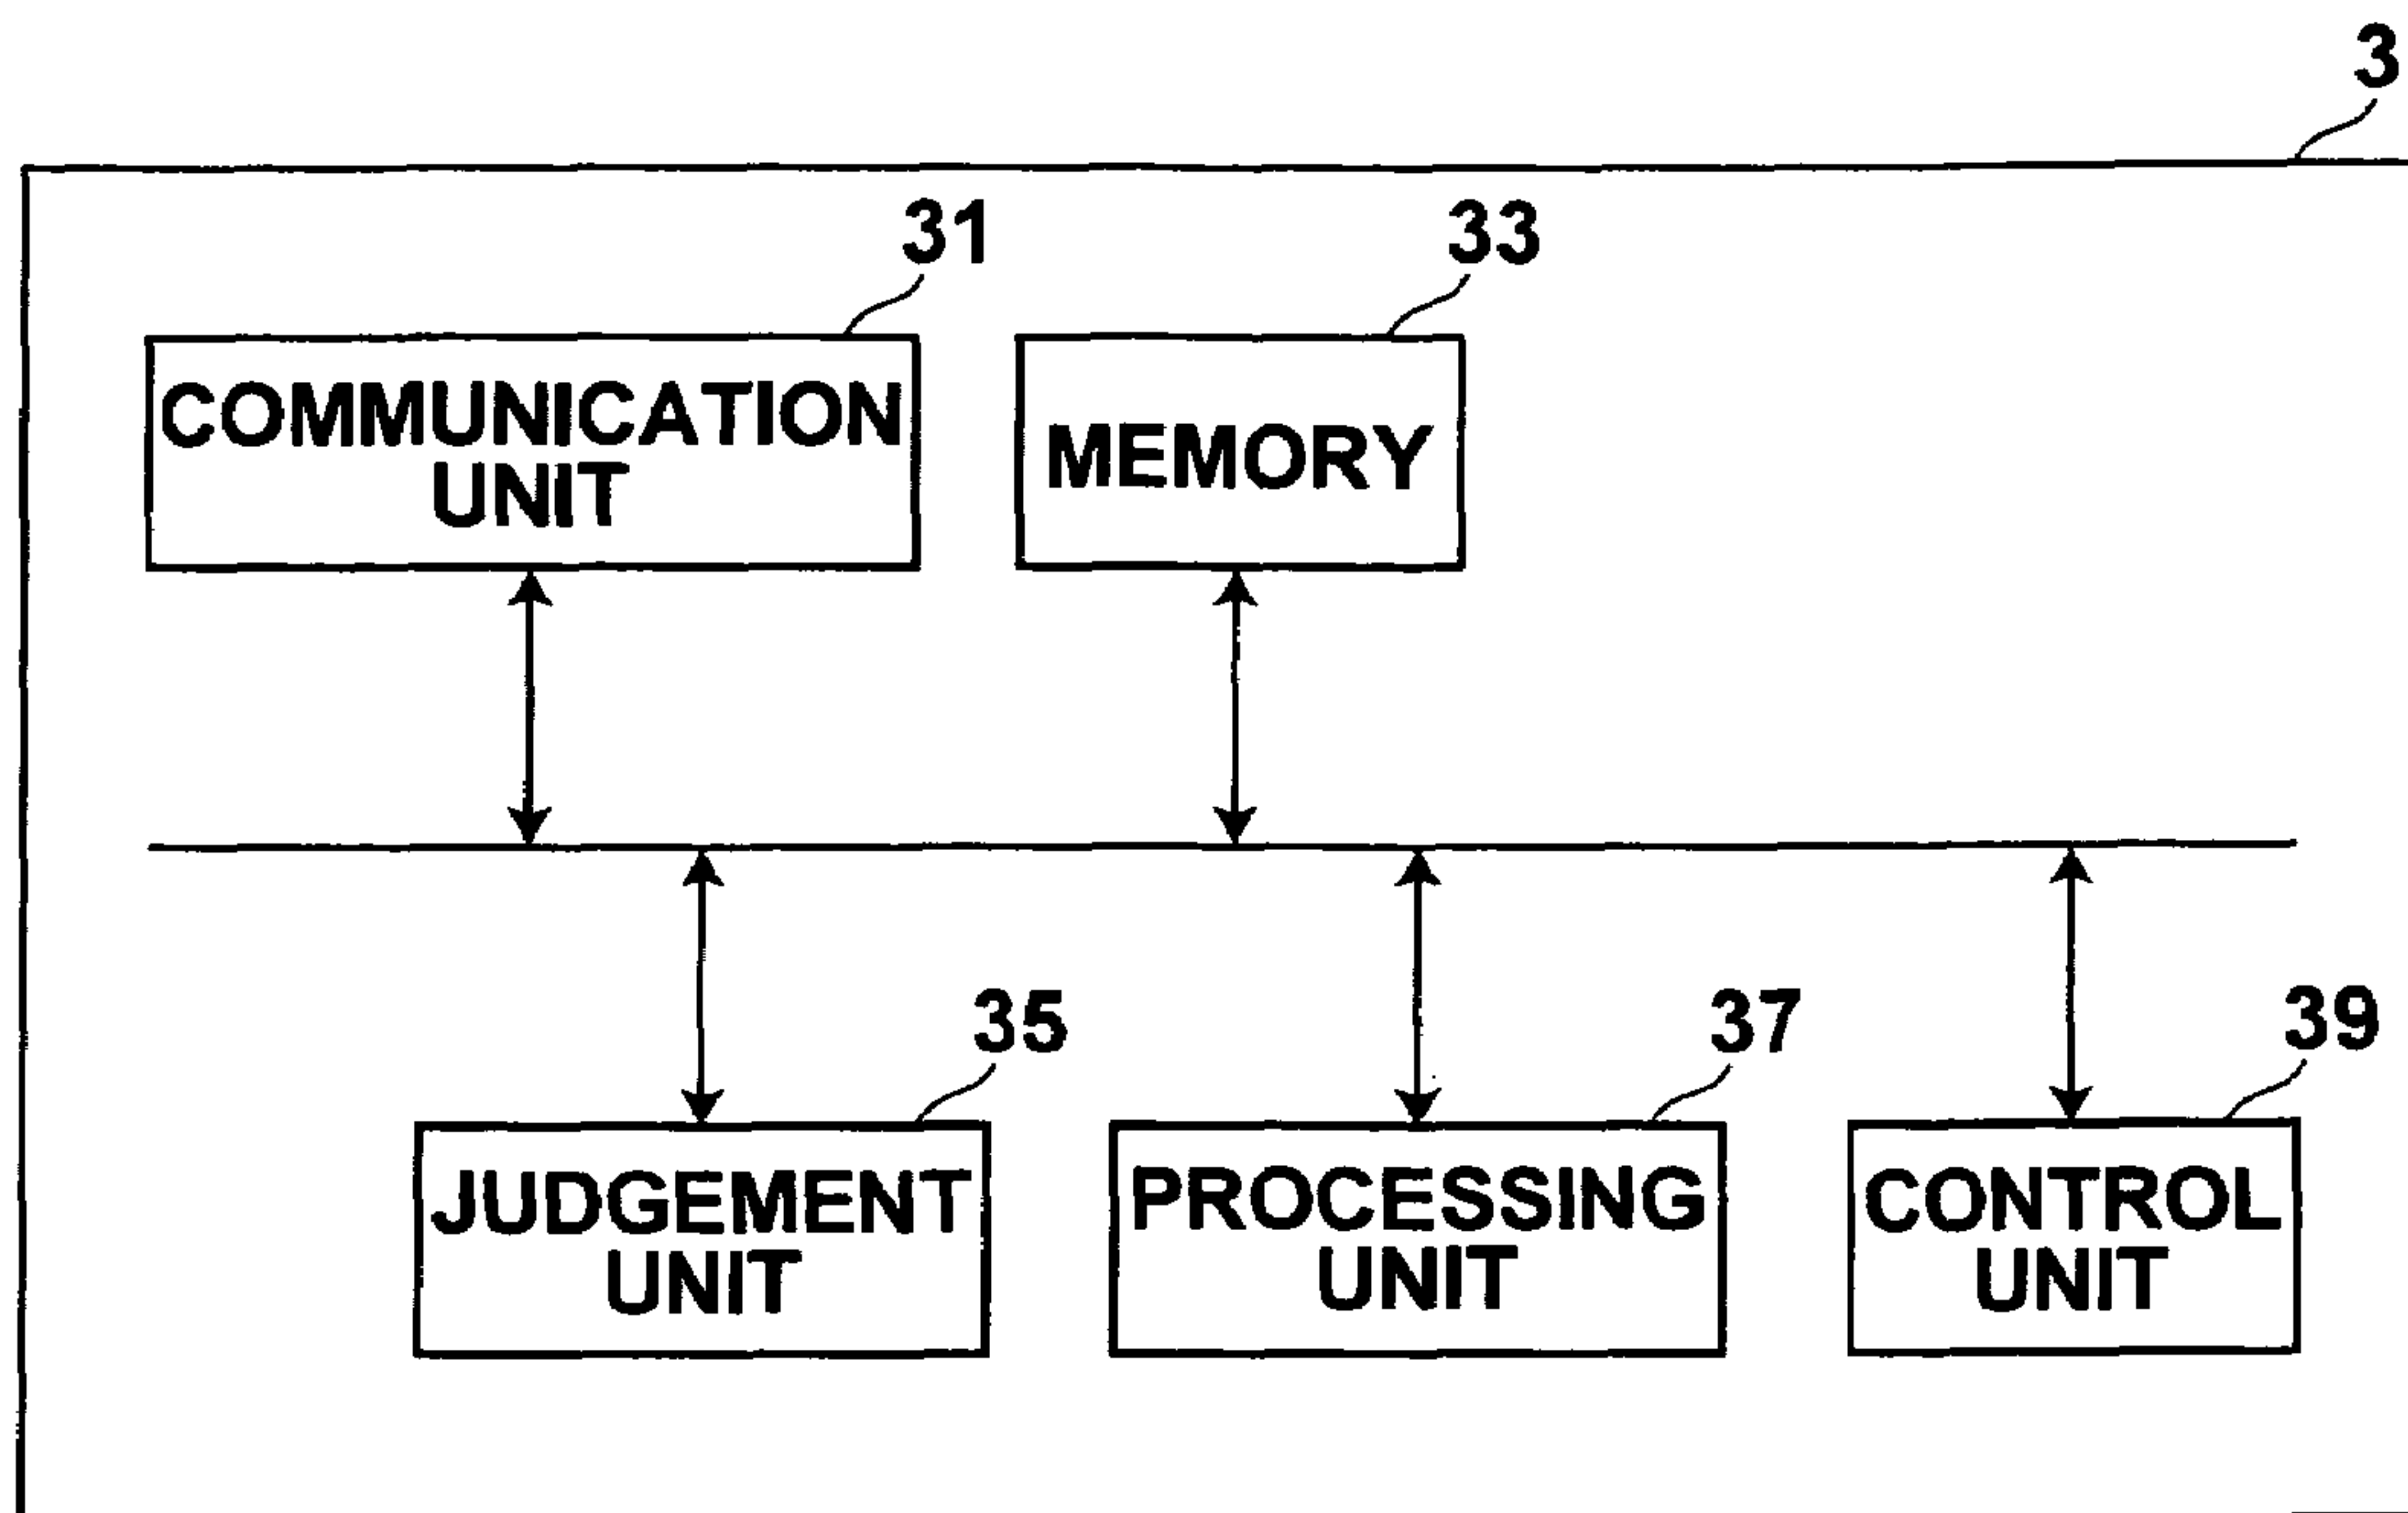 3
31
33
COMMUNICATION
UNIT
MEMORY
35
37
39
JUDGEMENT
UNIT
PROCESSING
UNIT
CONTROL
UNIT